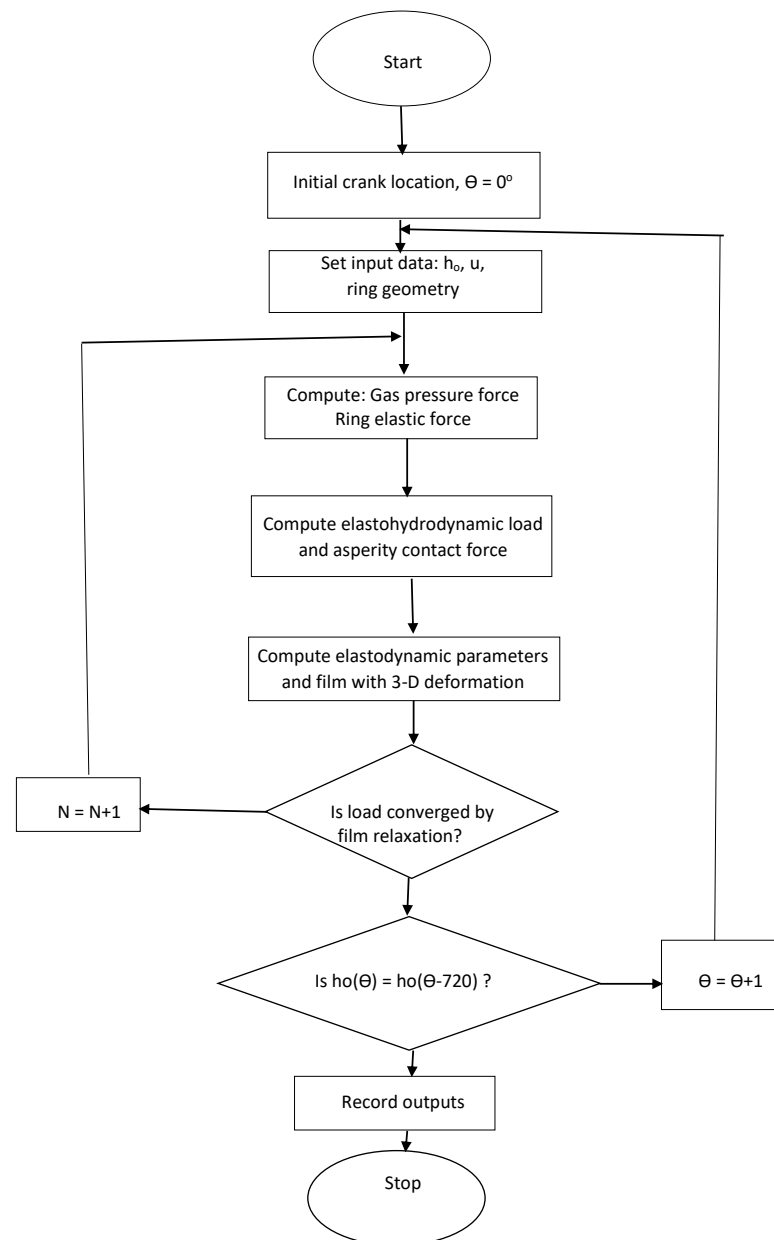 Start
Initial crank location, Ɵ = 0º
Set input data: hₒ, u,
ring geometry
Compute: Gas pressure force
Ring elastic force
Compute elastohydrodynamic load
and asperity contact force
Compute elastodynamic parameters
and film with 3-D deformation
Is load converged by
film relaxation?
N = N+1
Is ho(Ɵ) = ho(Ɵ-720) ?
Ɵ = Ɵ+1
Record outputs
Stop